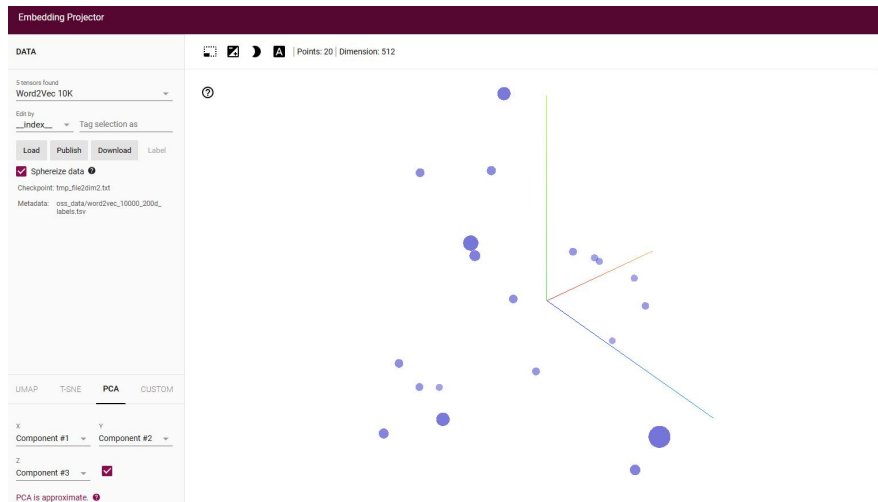 Embedding Projector
DATA
A | Points: 20 | Dimension: 512
5 tensors found
Word2Vec 10K
Edit by
__index__
Tag selection as
Load Publish Download Label
Sphereize data ?
Checkpoint: tmp_file2dim2.txt
Metadata: oss_data/word2vec_10000_200d_
labels.tsv
?
UMAP T-SNE PCA CUSTOM
X Y
Component #1 Component #2
Z
Component #3
PCA is approximate. ?